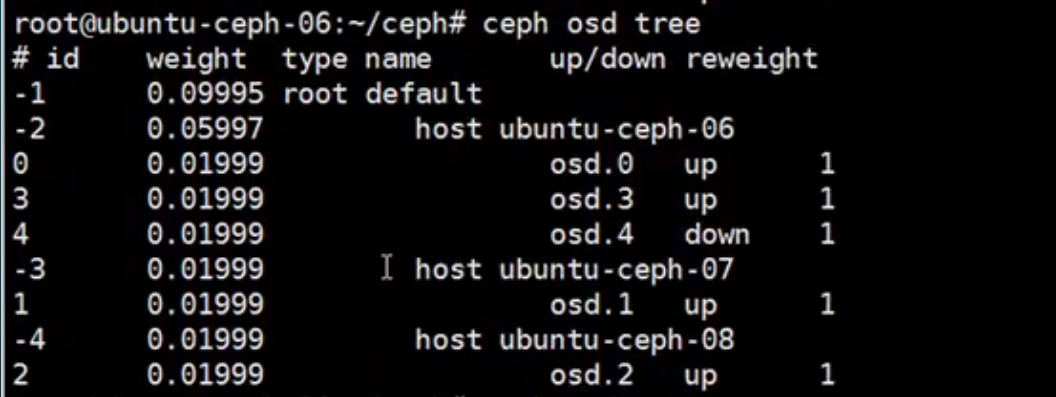 root@ubuntu-ceph-06:~/ceph# ceph osd tree
# id    weight  type name       up/down reweight
-1      0.09995 root default
-2      0.05997         host ubuntu-ceph-06
0       0.01999                 osd.0   up      1
3       0.01999                 osd.3   up      1
4       0.01999                 osd.4   down    1
-3      0.01999         host ubuntu-ceph-07
1       0.01999                 osd.1   up      1
-4      0.01999         host ubuntu-ceph-08
2       0.01999                 osd.2   up      1